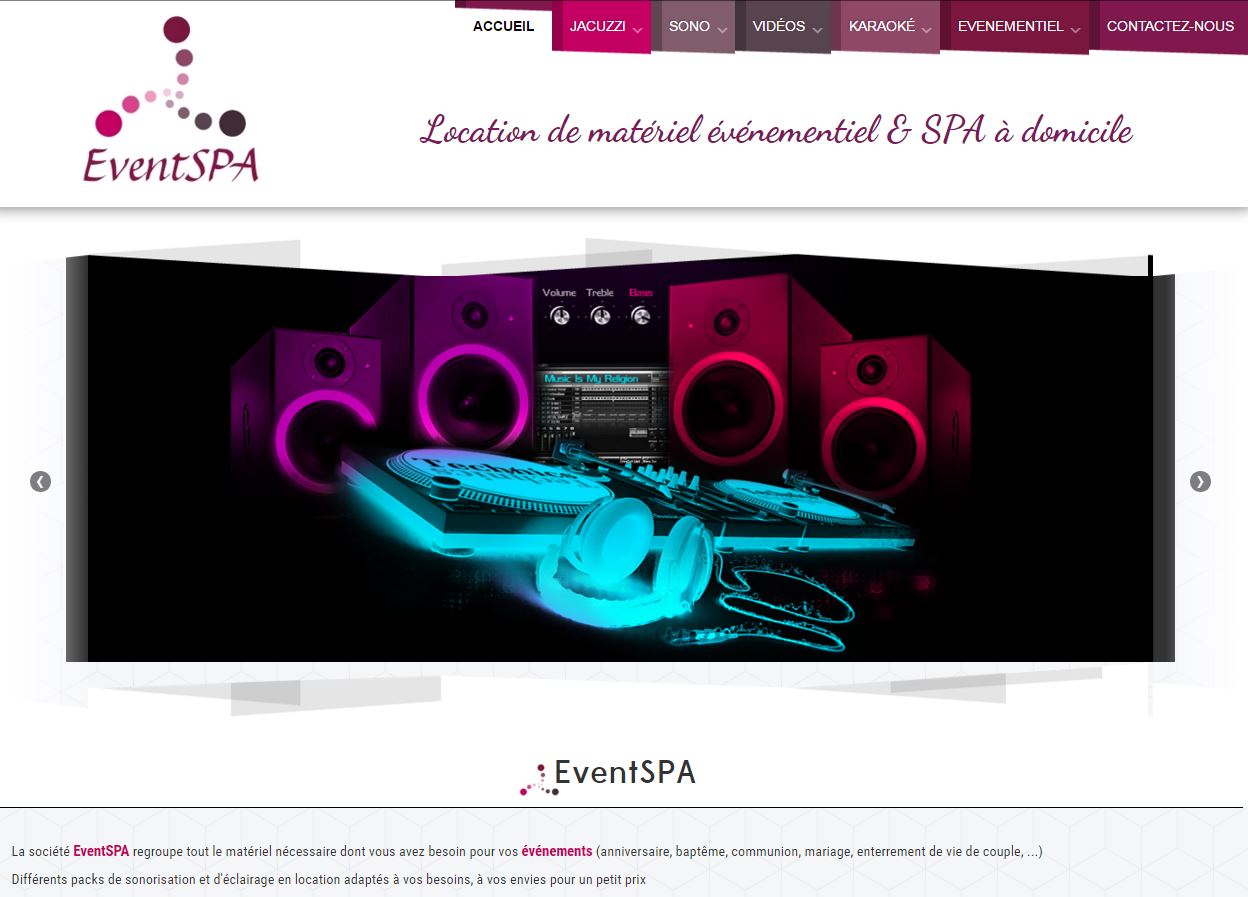 ACCUEIL JACUZZI SONO VIDÉOS KARAOKÉ EVENEMENTIEL CONTACTEZ-NOUS
EventSPA
Location de matériel événementiel & SPA à domicile
Volume Treble Bass
Music Is My Religion
Technics
EventSPA
La société EventSPA regroupe tout le matériel nécessaire dont vous avez besoin pour vos événements (anniversaire, baptême, communion, mariage, enterrement de vie de couple, ...)
Différents packs de sonorisation et d'éclairage en location adaptés à vos besoins, à vos envies pour un petit prix